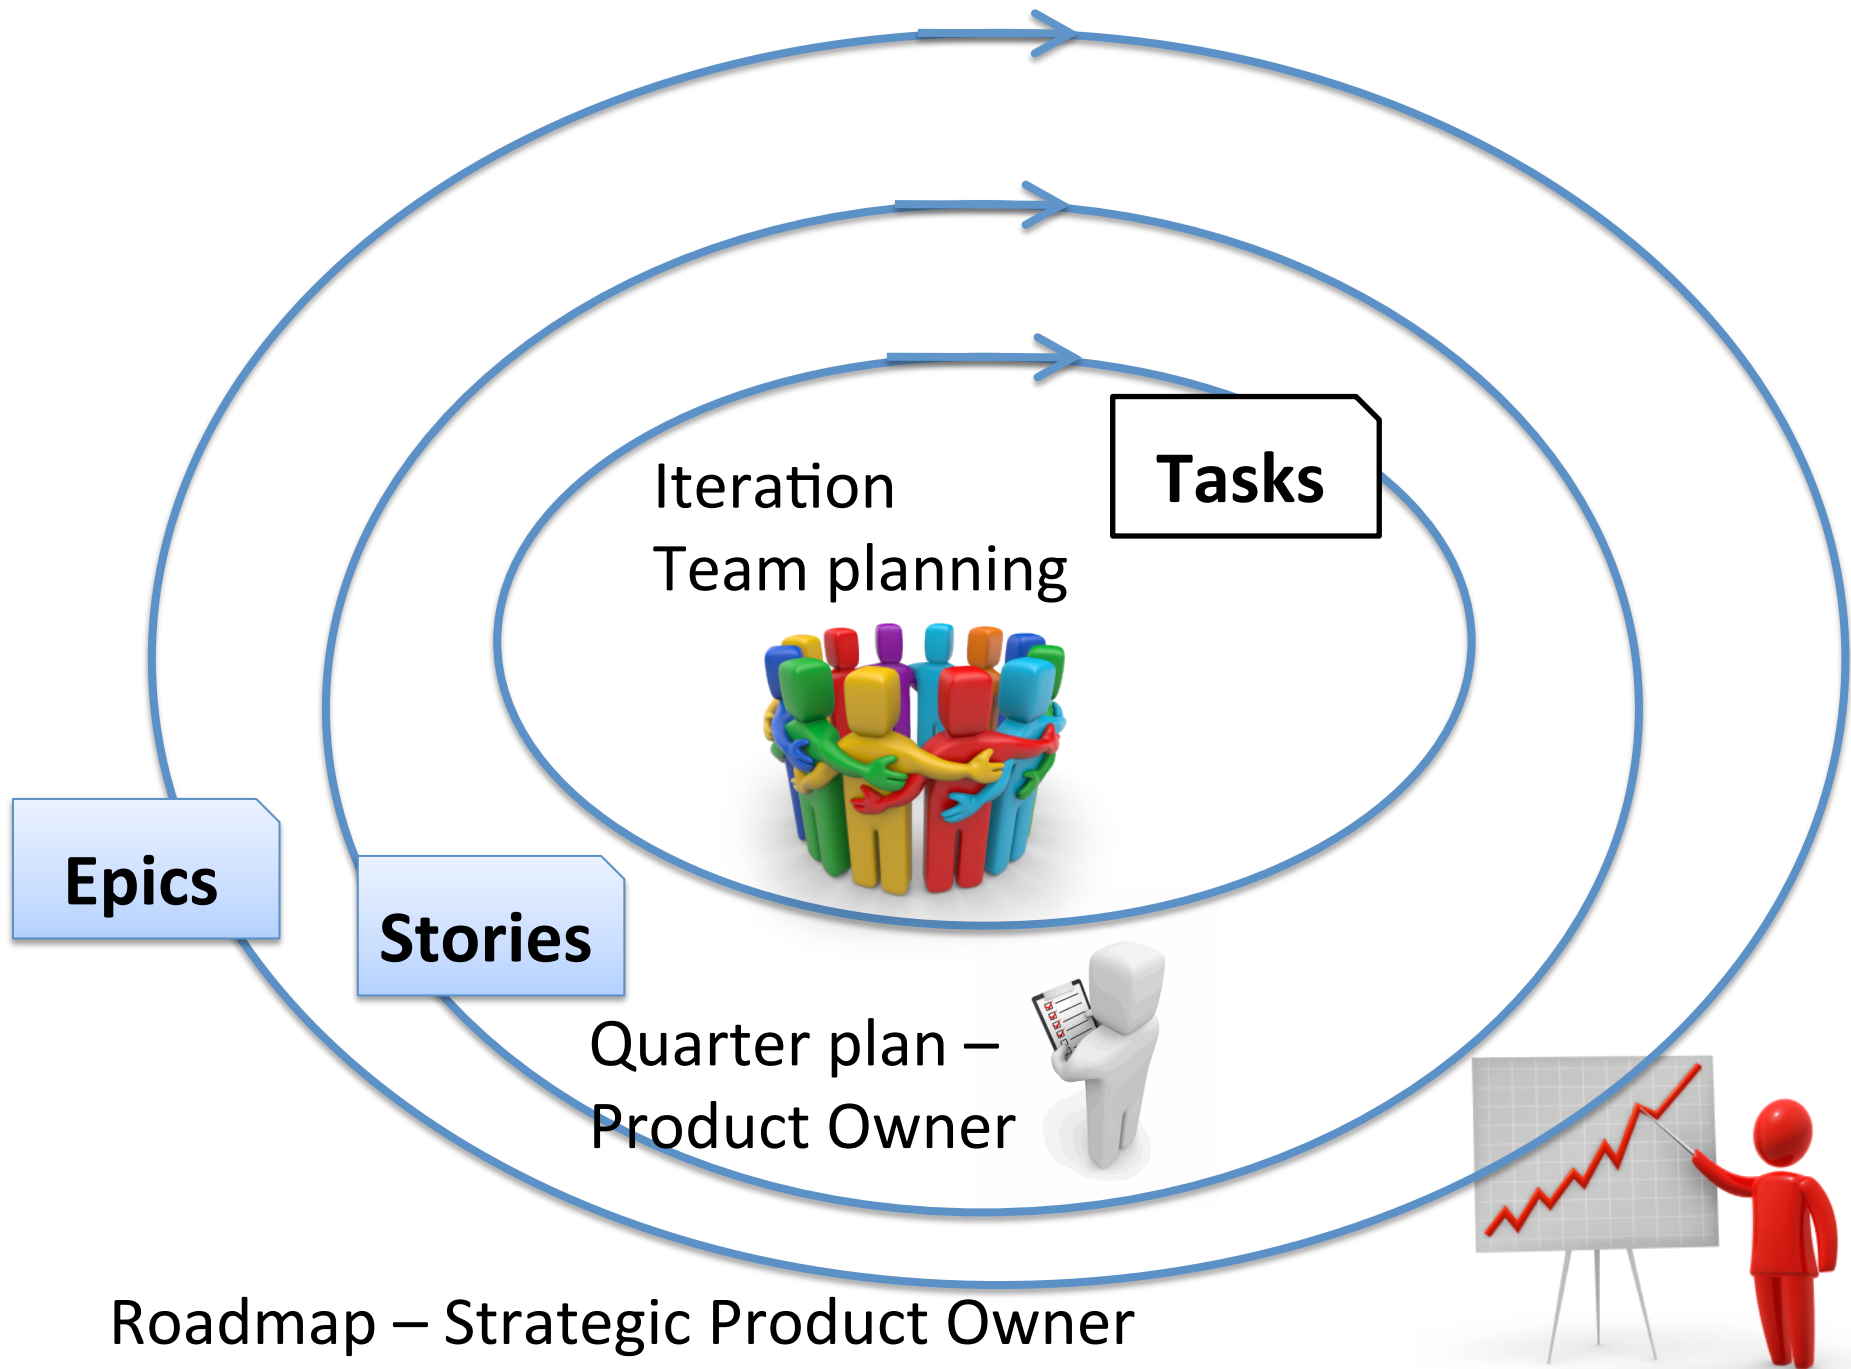 Iteration
Team planning
Tasks
Epics
Stories
Quarter plan –
Product Owner
Roadmap – Strategic Product Owner